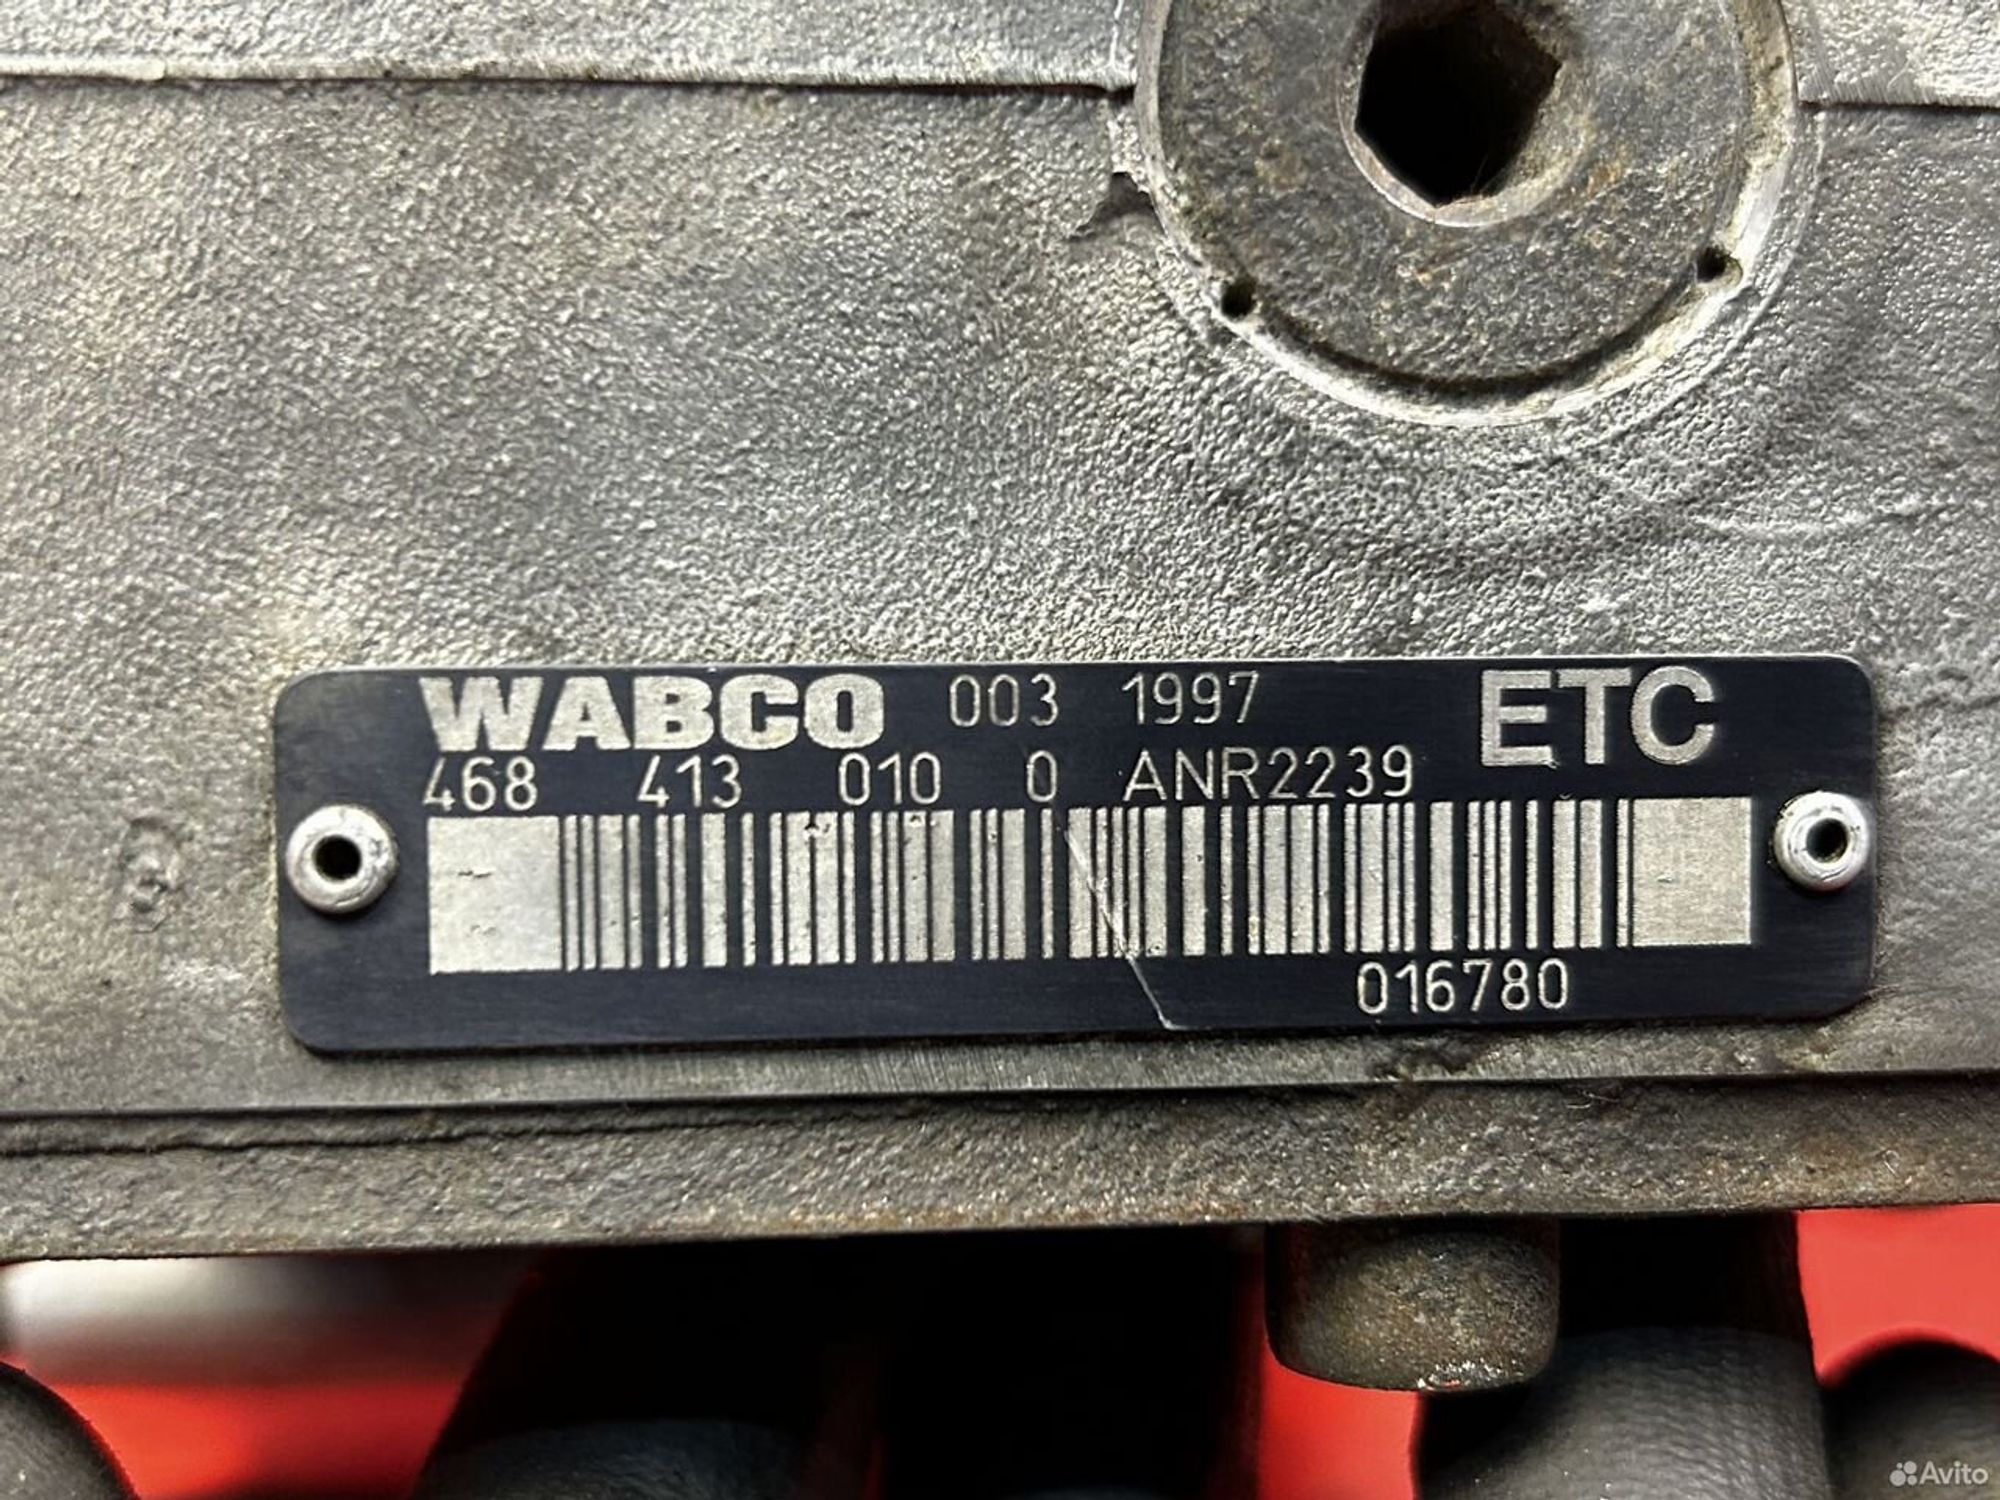 WABCO 003 1997 ETC
468 413 010 0 ANR2239
016780
Avito